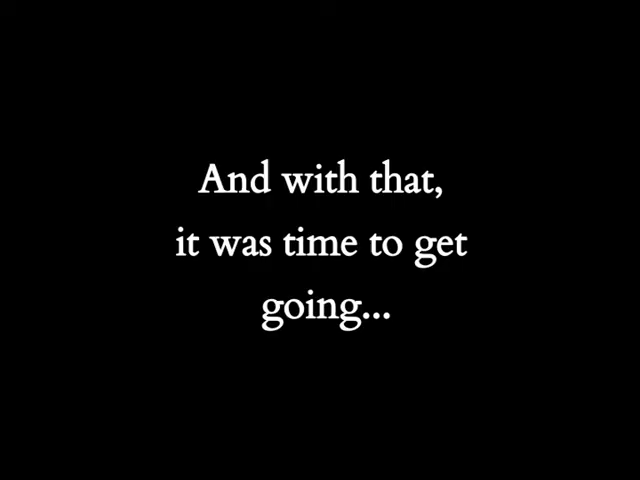 And with that,
it was time to get
going...